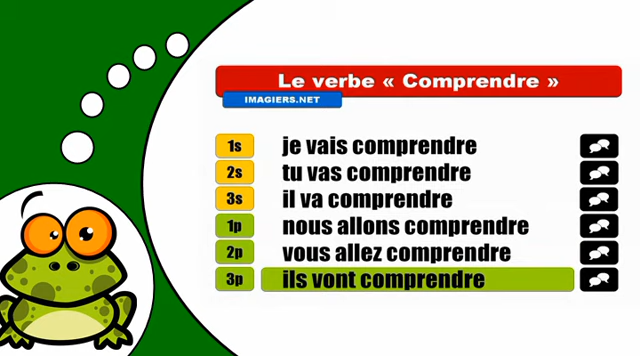 Le verbe « Comprendre »
IMAGIERS.NET
1s je vais comprendre
2s tu vas comprendre
3s il va comprendre
1p nous allons comprendre
2p vous allez comprendre
3p ils vont comprendre